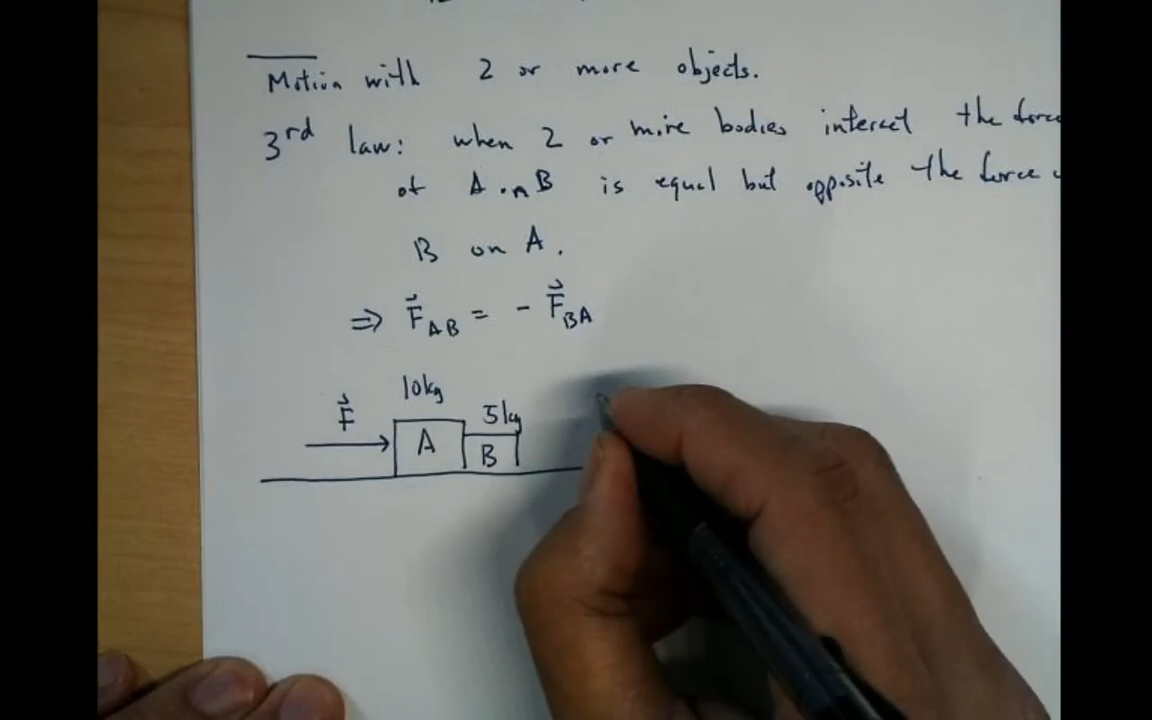 Motion with 2 or more objects.
3rd law: when 2 or more bodies interact the force
of A on B is equal but opposite the force
B on A.
⇒ F⃗AB = - F⃗BA
10kg
F⃗
5kg
A
B